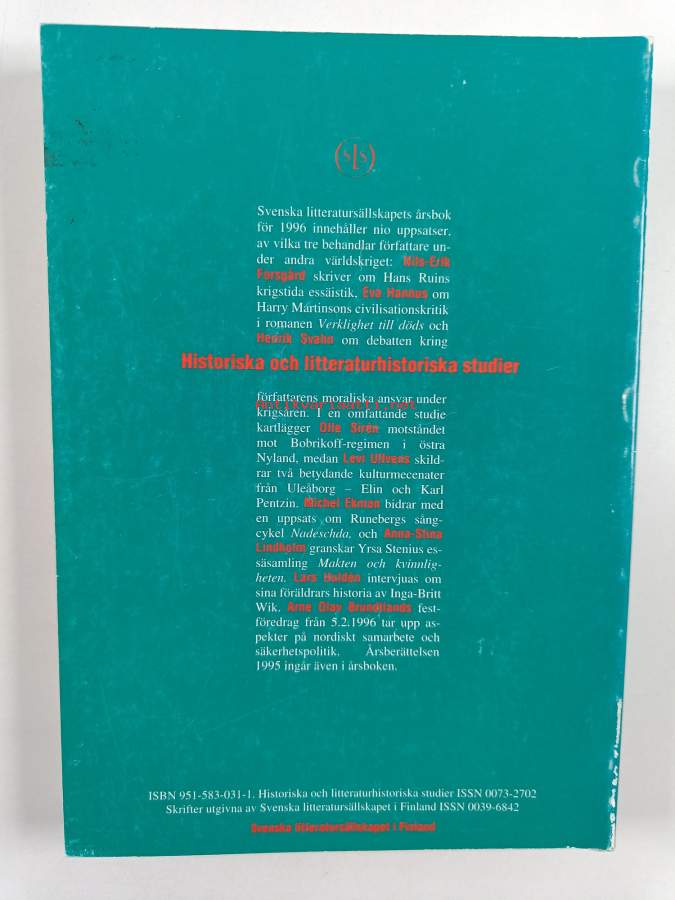 (SLS)
Svenska litteratursällskapets årsbok
för 1996 innehåller nio uppsatser,
av vilka tre behandlar författare un-
der andra världskriget: Nils-Erik
Forsgård skriver om Hans Ruins
krigstida essäistik, Eva Hannus om
Harry Martinsons civilisationskritik
i romanen Verklighet till döds och
Henrik Svahn om debatten kring
Historiska och litteraturhistoriska studier
författarens moraliska ansvar under
antikvariaatti.net
krigsåren. I en omfattande studie
kartlägger Olle Sirén motståndet
mot Bobrikoff-regimen i östra
Nyland, medan Levi Ulfvens skild-
rar två betydande kulturmecenater
från Uleåborg – Elin och Karl
Pentzin. Michel Ekman bidrar med
en uppsats om Runebergs sång-
cykel Nadeschda, och Anna-Stina
Lindholm granskar Yrsa Stenius es-
säsamling Makten och kvinnlig-
heten. Lars Huldén intervjuas om
sina föräldrars historia av Inga-Britt
Wik. Arne Olav Brundtlands fest-
föredrag från 5.2.1996 tar upp as-
pekter på nordiskt samarbete och
säkerhetspolitik. Årsberättelsen
1995 ingår även i årsboken.
ISBN 951-583-031-1. Historiska och litteraturhistoriska studier ISSN 0073-2702
Skrifter utgivna av Svenska litteratursällskapet i Finland ISSN 0039-6842
Svenska litteratursällskapet i Finland